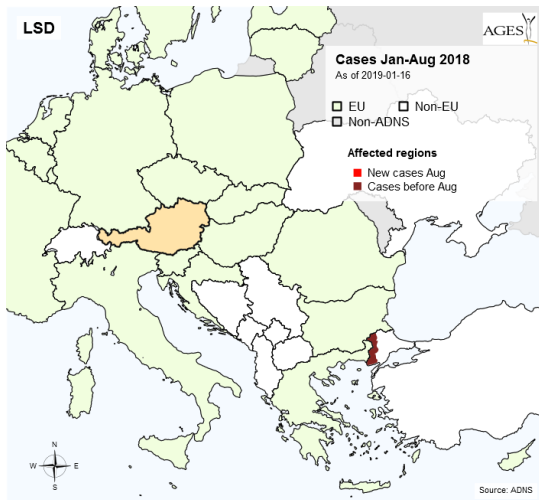 LSD
AGES
Cases Jan-Aug 2018
As of 2019-01-16
EU
Non-EU
Non-ADNS
Affected regions
New cases Aug
Cases before Aug
N
W
E
S
Source: ADNS